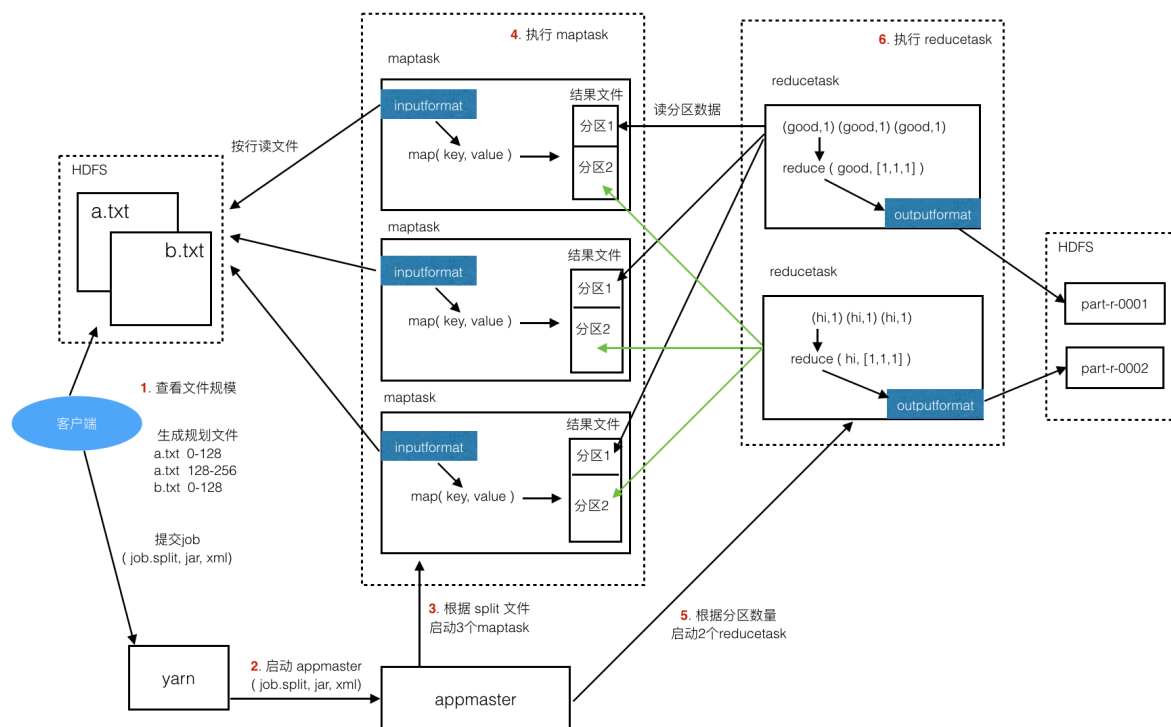 4. 执行 maptask
maptask
inputformat
map( key, value )
结果文件
分区1
分区2
maptask
inputformat
map( key, value )
结果文件
分区1
分区2
maptask
inputformat
map( key, value )
结果文件
分区1
分区2
按行读文件
读分区数据
HDFS
a.txt
b.txt
1. 查看文件规模
客户端
生成规划文件
a.txt 0-128
a.txt 128-256
b.txt 0-128
提交job
( job.split, jar, xml)
yarn
2. 启动 appmaster
( job.split, jar, xml)
appmaster
3. 根据 split 文件
启动3个maptask
5. 根据分区数量
启动2个reducetask
6. 执行 reducetask
reducetask
(good,1) (good,1) (good,1)
reduce ( good, [1,1,1] )
outputformat
reducetask
(hi,1) (hi,1) (hi,1)
reduce ( hi, [1,1,1] )
outputformat
HDFS
part-r-0001
part-r-0002